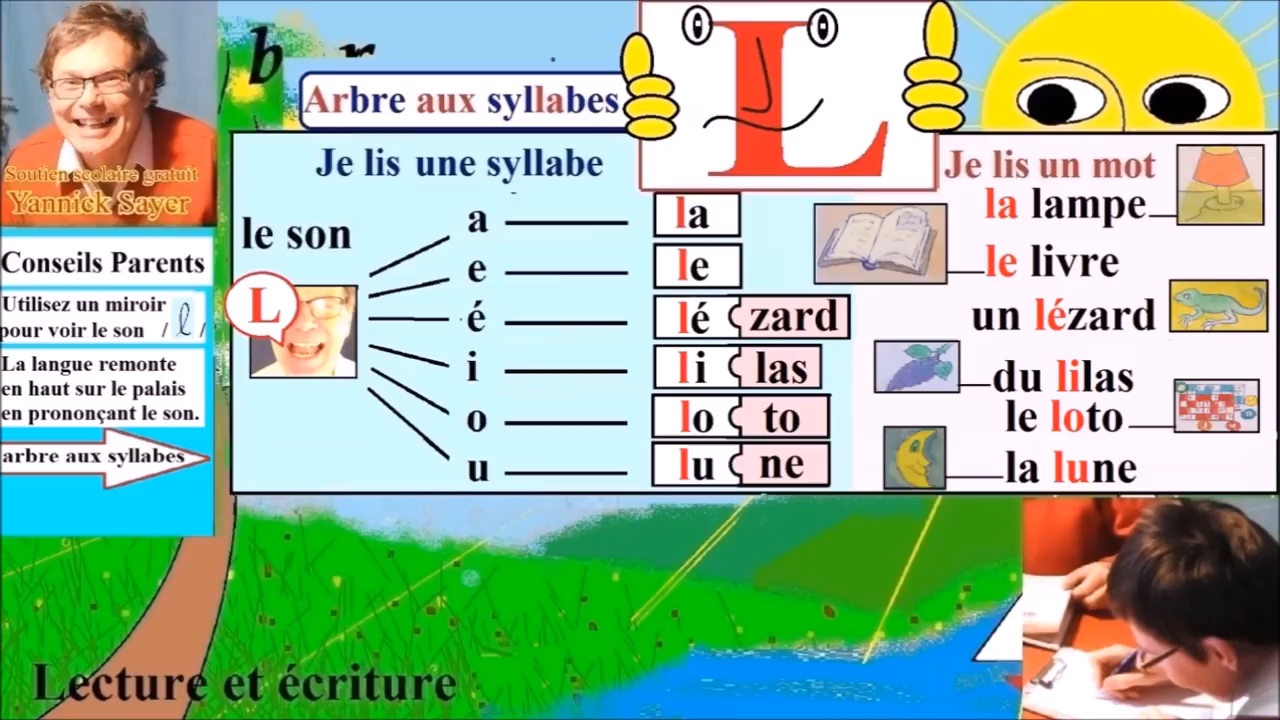 b r
Arbre aux syllabes
L
Soutien scolaire gratuit
Yannick Sayer
Conseils Parents
Utilisez un miroir
pour voir le son / l /
La langue remonte
en haut sur le palais
en prononçant le son.
arbre aux syllabes
Je lis une syllabe
le son
L
a la
e le
é lé zard
i li las
o lo to
u lu ne
Je lis un mot
la lampe
le livre
un lézard
du lilas
le loto
la lune
Lecture et écriture